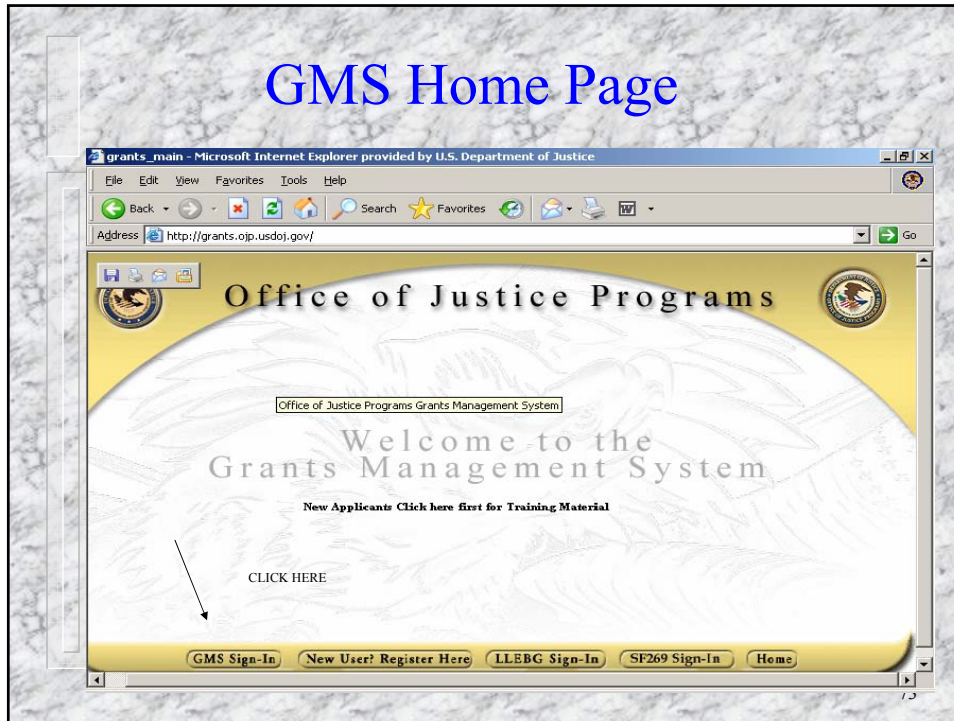 GMS Home Page
grants_main - Microsoft Internet Explorer provided by U.S. Department of Justice
File Edit View Favorites Tools Help
Back Search Favorites
Address http://grants.ojp.usdoj.gov/ Go
Office of Justice Programs
Office of Justice Programs Grants Management System
Welcome to the
Grants Management System
New Applicants Click here first for Training Material
CLICK HERE
GMS Sign-In New User? Register Here LLEBG Sign-In SF269 Sign-In Home